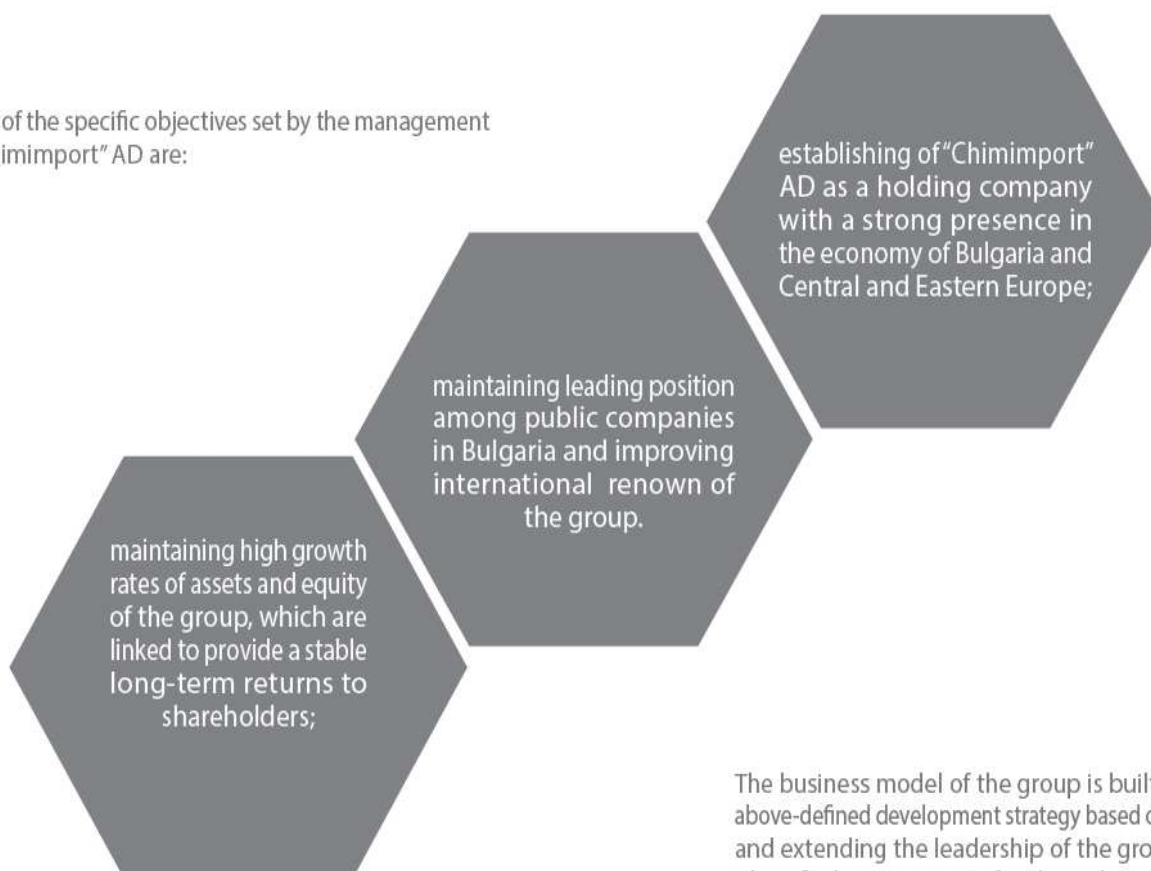 of the specific objectives set by the management
imimport” AD are:
establishing of “Chimimport”
AD as a holding company
with a strong presence in
the economy of Bulgaria and
Central and Eastern Europe;
maintaining leading position
among public companies
in Bulgaria and improving
international renown of
the group.
maintaining high growth
rates of assets and equity
of the group, which are
linked to provide a stable
long-term returns to
shareholders;
The business model of the group is built
above-defined development strategy based o
and extending the leadership of the gro